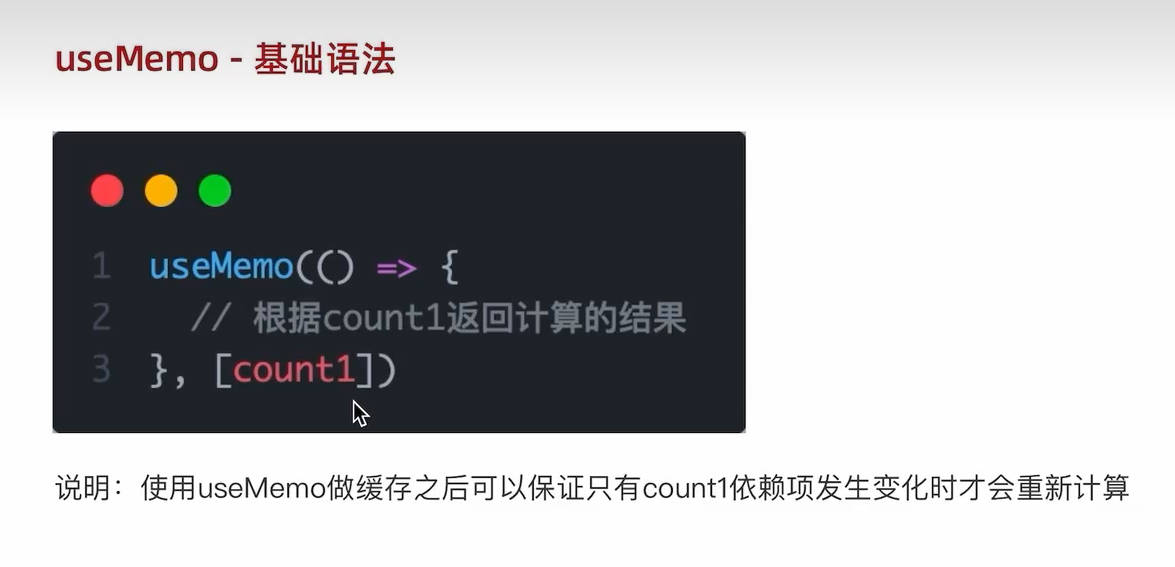 useMemo - 基础语法
1 useMemo(() => {
2 // 根据count1返回计算的结果
3 }, [count1])
说明：使用useMemo做缓存之后可以保证只有count1依赖项发生变化时才会重新计算